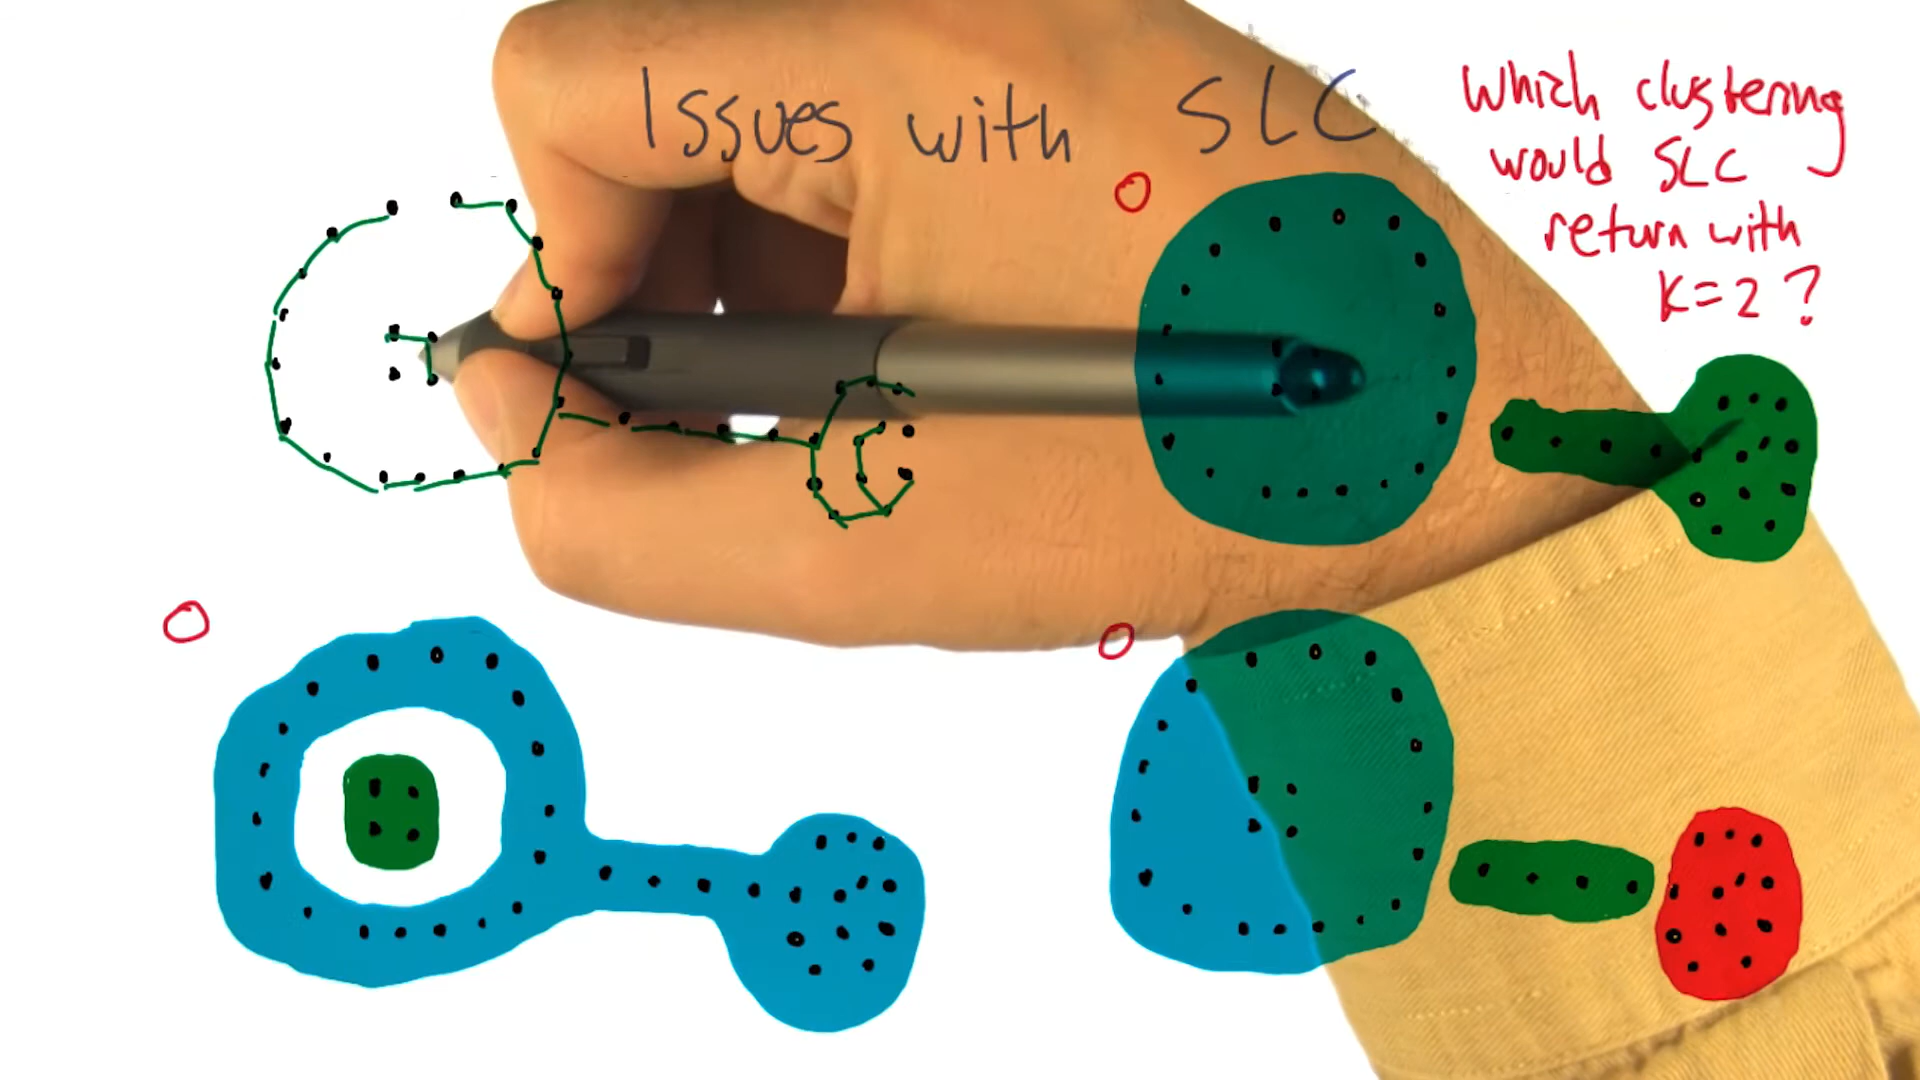 Issues with SLC
Which clustering
would SLC
return with
K=2?